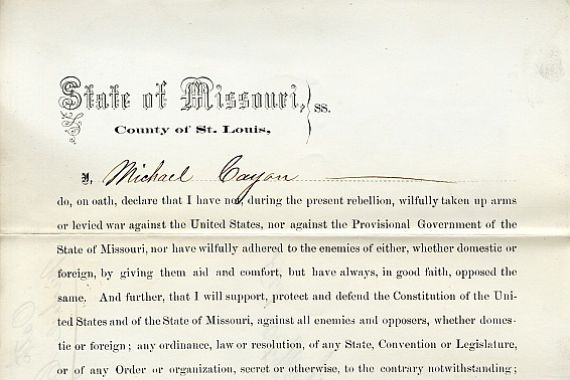 State of Missouri, } ss.
County of St. Louis,
I, Michael Cayon
do, on oath, declare that I have not, during the present rebellion, wilfully taken up arms
or levied war against the United States, nor against the Provisional Government of the
State of Missouri, nor have wilfully adhered to the enemies of either, whether domestic or
foreign, by giving them aid and comfort, but have always, in good faith, opposed the
same. And further, that I will support, protect and defend the Constitution of the Uni-
ted States and of the State of Missouri, against all enemies and opposers, whether domes-
tic or foreign; any ordinance, law or resolution, of any State, Convention or Legislature,
or of any Order or organization, secret or otherwise, to the contrary notwithstanding;